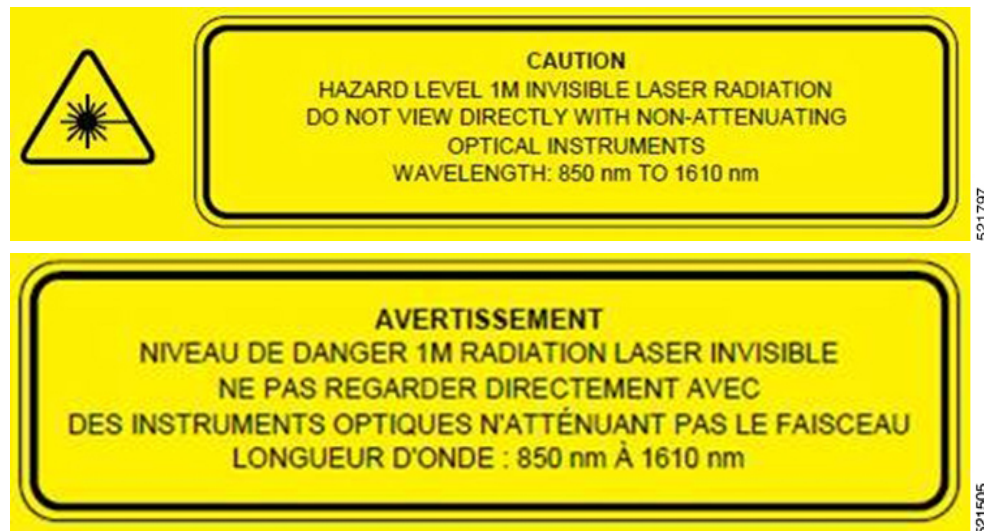 CAUTION
HAZARD LEVEL 1M INVISIBLE LASER RADIATION
DO NOT VIEW DIRECTLY WITH NON-ATTENUATING
OPTICAL INSTRUMENTS
WAVELENGTH: 850 nm TO 1610 nm
521797
AVERTISSEMENT
NIVEAU DE DANGER 1M RADIATION LASER INVISIBLE
NE PAS REGARDER DIRECTEMENT AVEC
DES INSTRUMENTS OPTIQUES N'ATTÉNUANT PAS LE FAISCEAU
LONGUEUR D'ONDE : 850 nm À 1610 nm
521505